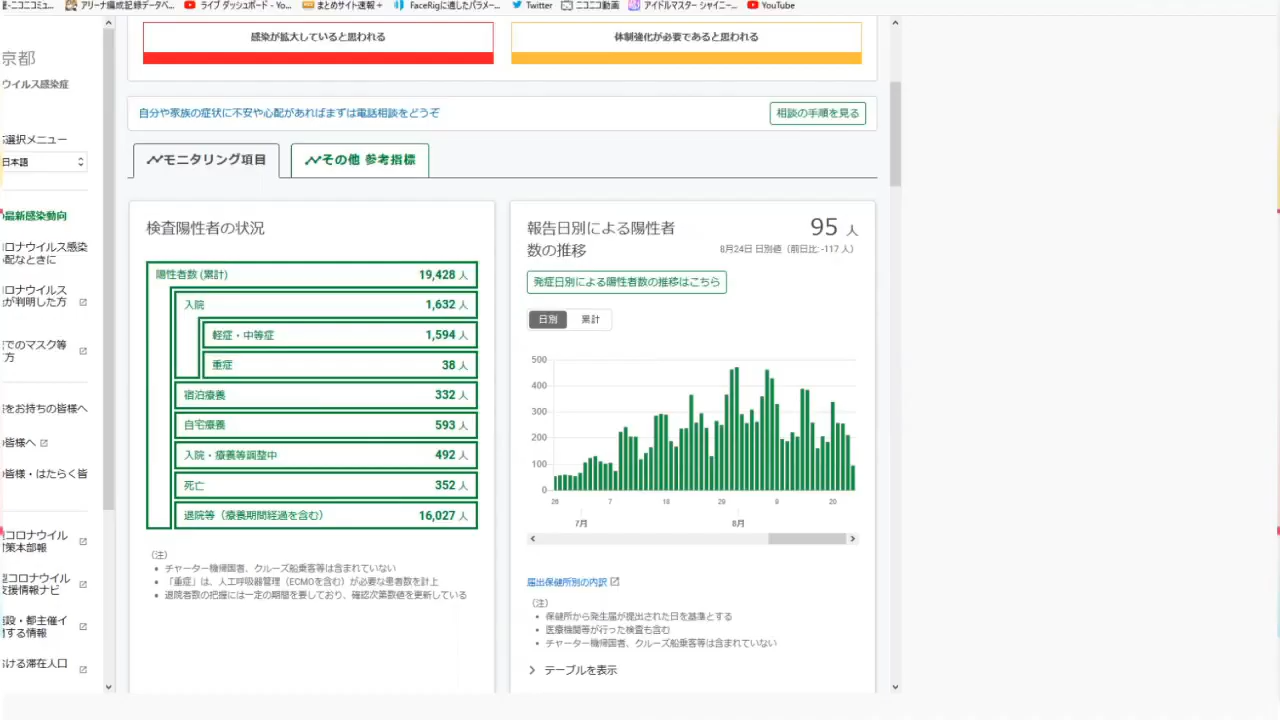 ニコニコミュ...
アリーナ編成記録データベ...
ライブ ダッシュボード - Yo...
まとめサイト速報+
FaceRigに適したパラメー...
Twitter
ニコニコ動画
アイドルマスター シャイニー...
YouTube
感染が拡大していると思われる
体制強化が必要であると思われる
京都
ウイルス感染症
選択メニュー
日本語
最新感染動向
ロナウイルス感染
配なときに
ロナウイルス
が判明した方
でのマスク等
方
をお持ちの皆様へ
皆様へ
皆様・はたらく皆
コロナウイル
策本部報
コロナウイル
支援情報ナビ
設・都主催イ
する情報
ける滞在人口
自分や家族の症状に不安や心配があればまずは電話相談をどうぞ
相談の手順を見る
モニタリング項目
その他 参考指標
検査陽性者の状況
陽性者数 (累計) 19,428 人
入院 1,632 人
軽症・中等症 1,594 人
重症 38 人
宿泊療養 332 人
自宅療養 593 人
入院・療養等調整中 492 人
死亡 352 人
退院等（療養期間経過を含む） 16,027 人
（注）
• チャーター機帰国者、クルーズ船乗客等は含まれていない
• 「重症」は、人工呼吸器管理（ECMOを含む）が必要な患者数を計上
• 退院者数の把握には一定の期間を要しており、確認次第数値を更新している
報告日別による陽性者
数の推移
95 人
8月24日 日別値（前日比: -117 人）
発症日別による陽性者数の推移はこちら
日別 累計
500
400
300
200
100
0
26 7 18 29 9 20
7月 8月
届出保健所別の内訳
（注）
• 保健所から発生届が提出された日を基準とする
• 医療機関等が行った検査も含む
• チャーター機帰国者、クルーズ船乗客等は含まれていない
テーブルを表示